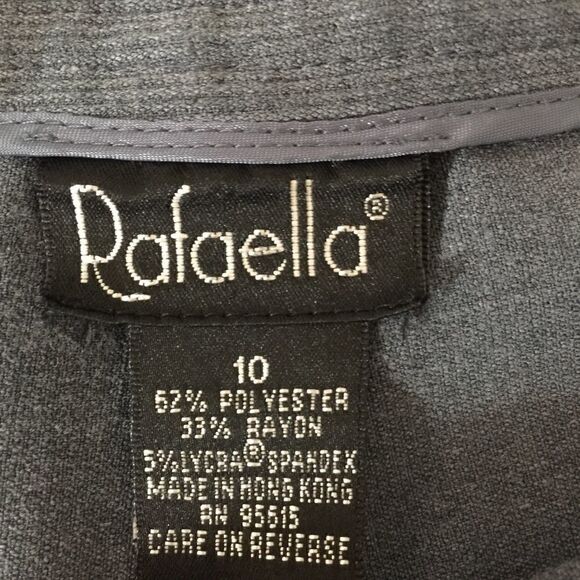 Rafaella®
10
62% POLYESTER
33% RAYON
5% LYCRA® SPANDEX
MADE IN HONG KONG
RN 95515
CARE ON REVERSE